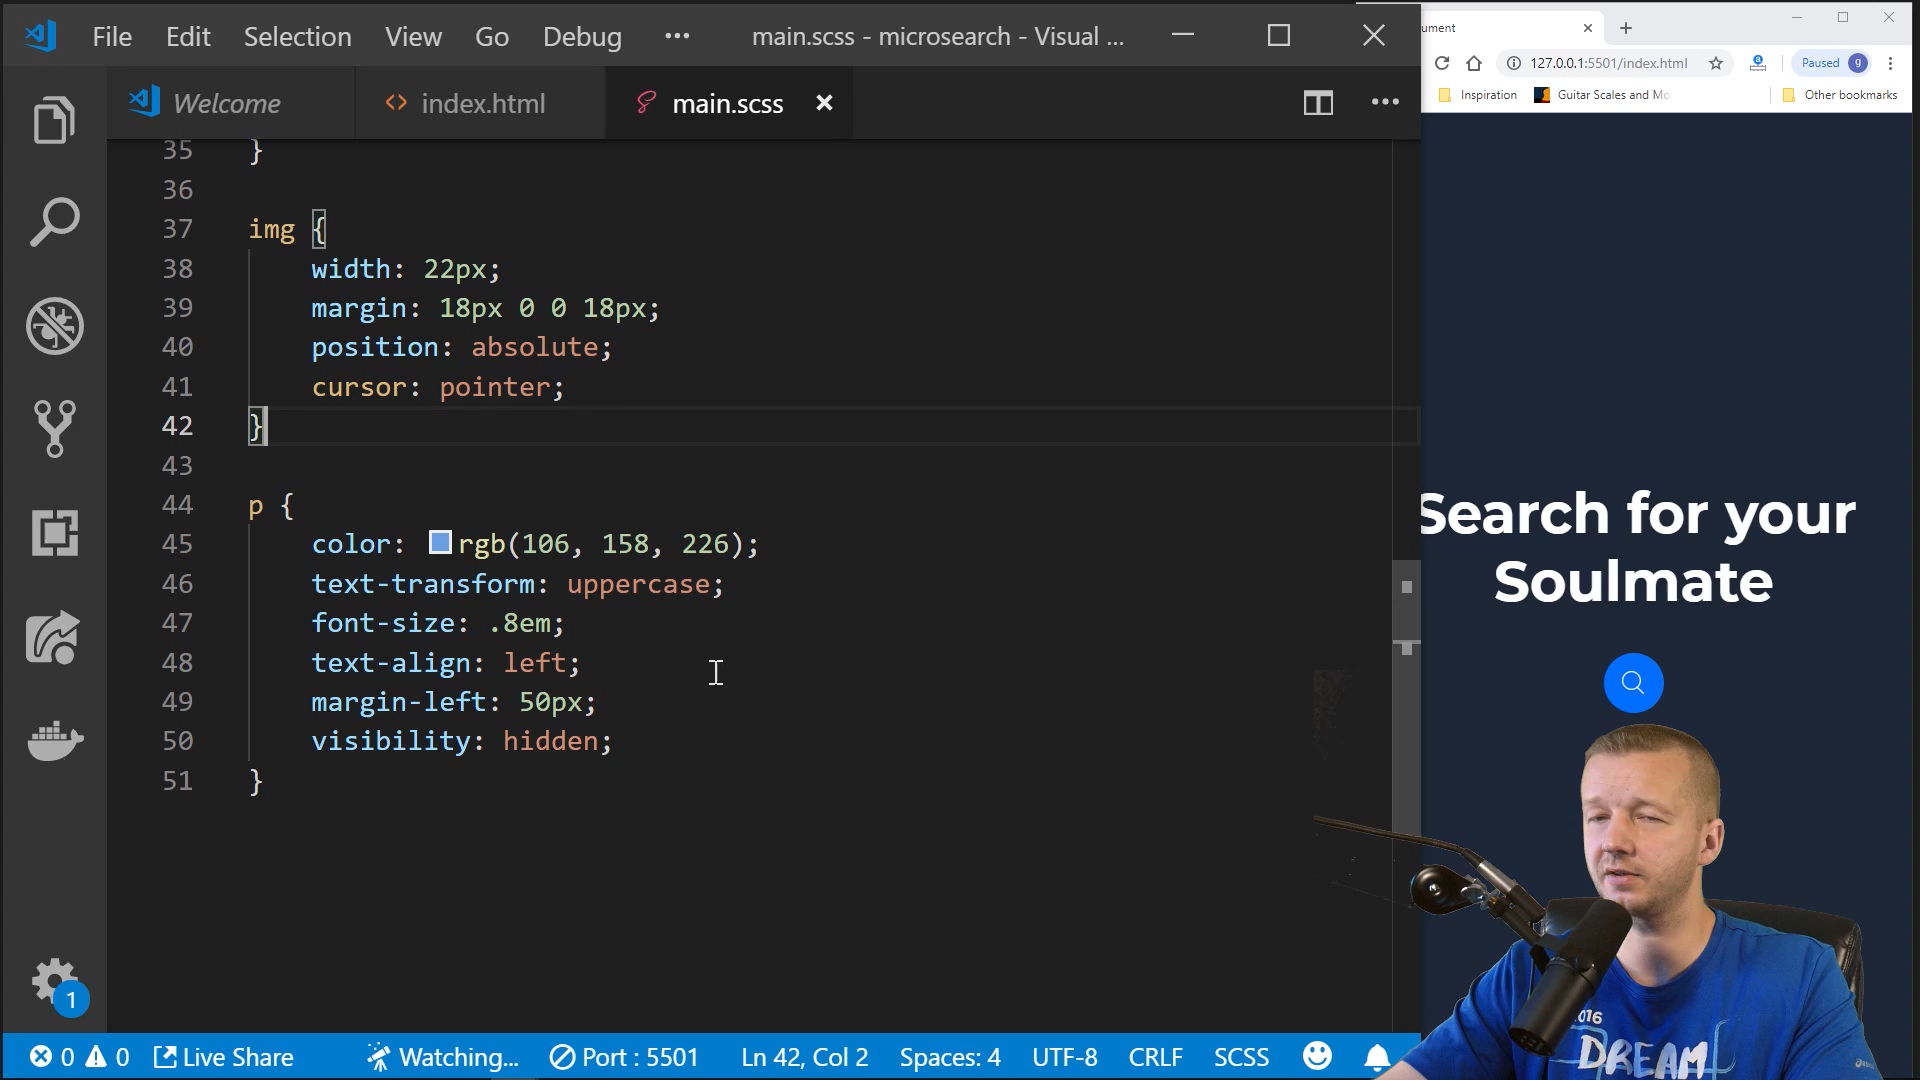 File Edit Selection View Go Debug ··· main.scss - microsearch - Visual ...
Welcome index.html main.scss
35 }
36
37 img {
38 width: 22px;
39 margin: 18px 0 0 18px;
40 position: absolute;
41 cursor: pointer;
42 }
43
44 p {
45 color: rgb(106, 158, 226);
46 text-transform: uppercase;
47 font-size: .8em;
48 text-align: left;
49 margin-left: 50px;
50 visibility: hidden;
51 }
1
0 0 Live Share Watching... Port : 5501 Ln 42, Col 2 Spaces: 4 UTF-8 CRLF SCSS
ument
127.0.0.1:5501/index.html Paused g
Inspiration Guitar Scales and Mo Other bookmarks
Search for your
Soulmate
2016
DREAM